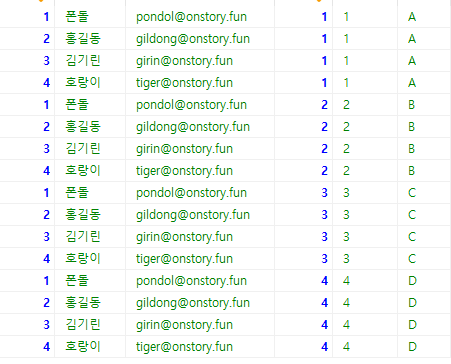 1 폰돌 pondol@onstory.fun 1 1 A
2 홍길동 gildong@onstory.fun 1 1 A
3 김기린 girin@onstory.fun 1 1 A
4 호랑이 tiger@onstory.fun 1 1 A
1 폰돌 pondol@onstory.fun 2 2 B
2 홍길동 gildong@onstory.fun 2 2 B
3 김기린 girin@onstory.fun 2 2 B
4 호랑이 tiger@onstory.fun 2 2 B
1 폰돌 pondol@onstory.fun 3 3 C
2 홍길동 gildong@onstory.fun 3 3 C
3 김기린 girin@onstory.fun 3 3 C
4 호랑이 tiger@onstory.fun 3 3 C
1 폰돌 pondol@onstory.fun 4 4 D
2 홍길동 gildong@onstory.fun 4 4 D
3 김기린 girin@onstory.fun 4 4 D
4 호랑이 tiger@onstory.fun 4 4 D